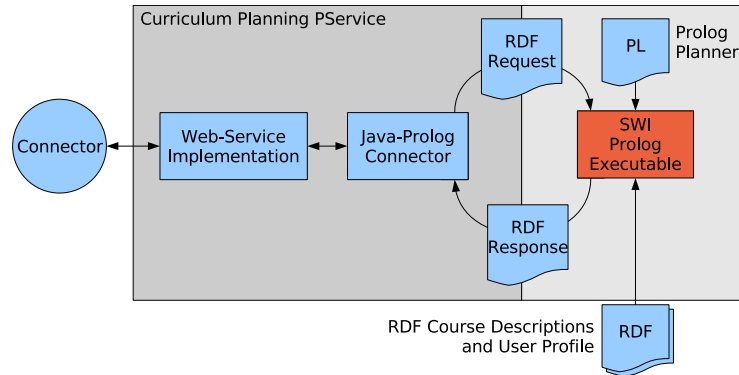 Curriculum Planning PService
RDF
Request
PL
Prolog
Planner
Connector
Web-Service
Implementation
Java-Prolog
Connector
SWI
Prolog
Executable
RDF
Response
RDF Course Descriptions
and User Profile
RDF